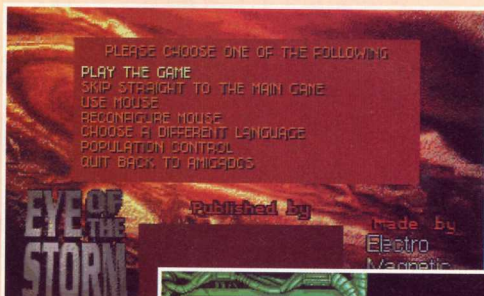 PLEASE CHOOSE ONE OF THE FOLLOWING
PLAY THE GAME
SKIP STRAIGHT TO THE MAIN GAME
USE MOUSE
RECONFIGURE MOUSE
CHOOSE A DIFFERENT LANGUAGE
POPULATION CONTROL
QUIT BACK TO AMIGADOS
EYE OF THE STORM
Published by
Made by
Electro
Magnetic